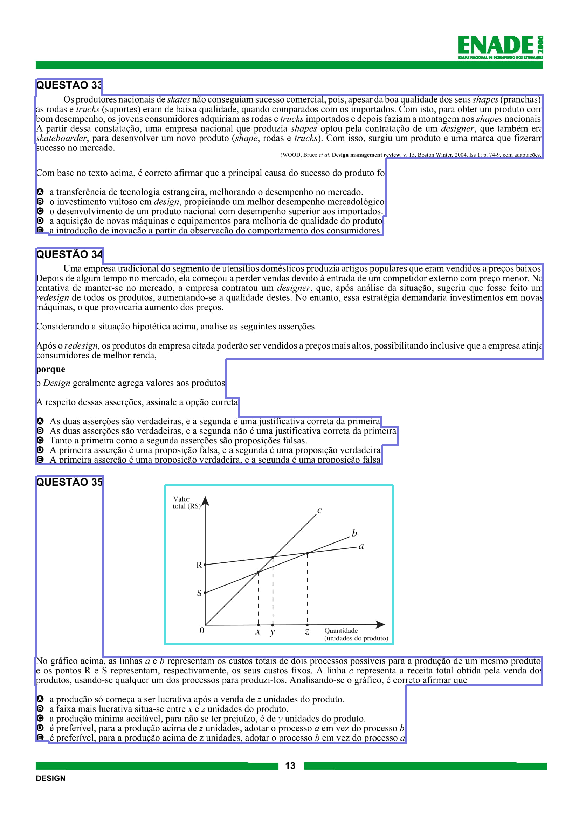 ENADE 2006
EXAME NACIONAL DE DESEMPENHO DOS ESTUDANTES
QUESTÃO 33
Os produtores nacionais de skates não conseguiam sucesso comercial, pois, apesar da boa qualidade dos seus shapes (pranchas),
as rodas e trucks (suportes) eram de baixa qualidade, quando comparados com os importados. Com isto, para obter um produto com
bom desempenho, os jovens consumidores adquiriam as rodas e trucks importados e depois faziam a montagem nos shapes nacionais.
A partir dessa constatação, uma empresa nacional que produzia shapes optou pela contratação de um designer, que também era
skateboarder, para desenvolver um novo produto (shape, rodas e trucks). Com isso, surgiu um produto e uma marca que fizeram
sucesso no mercado.
Com base no texto acima, é correto afirmar que a principal causa do sucesso do produto foi
A a transferência de tecnologia estrangeira, melhorando o desempenho no mercado.
B o investimento vultoso em design, propiciando um melhor desempenho mercadológico.
C o desenvolvimento de um produto nacional com desempenho superior aos importados.
D a aquisição de novas máquinas e equipamentos para melhoria de qualidade do produto.
E a introdução de inovação a partir da observação do comportamento dos consumidores.
QUESTÃO 34
Uma empresa tradicional do segmento de utensílios domésticos produzia artigos populares que eram vendidos a preços baixos.
Depois de algum tempo no mercado, ela começou a perder vendas devido à entrada de um competidor externo com preço menor. Na
tentativa de manter-se no mercado, a empresa contratou um designer, que, após análise da situação, sugeriu que fosse feito um
redesign de todos os produtos, aumentando-se a qualidade destes. No entanto, essa estratégia demandaria investimentos em novas
máquinas, o que provocaria aumento dos preços.
Considerando a situação hipotética acima, analise as seguintes asserções.
Após o redesign, os produtos da empresa citada poderão ser vendidos a preços mais altos, possibilitando inclusive que a empresa atinja
consumidores de melhor renda,
porque
o Design geralmente agrega valores aos produtos.
A respeito dessas asserções, assinale a opção correta.
A As duas asserções são verdadeiras, e a segunda é uma justificativa correta da primeira.
B As duas asserções são verdadeiras, e a segunda não é uma justificativa correta da primeira.
C Tanto a primeira como a segunda asserções são proposições falsas.
D A primeira asserção é uma proposição falsa, e a segunda é uma proposição verdadeira.
E A primeira asserção é uma proposição verdadeira, e a segunda é uma proposição falsa.
QUESTÃO 35
Valor
total (R$)
c
b
a
R
S
0 x y z
Quantidade
(unidades do produto)
No gráfico acima, as linhas a e b representam os custos totais de dois processos possíveis para a produção de um mesmo produto,
e os pontos R e S representam, respectivamente, os seus custos fixos. A linha c representa a receita total obtida pela venda dos
produtos, usando-se qualquer um dos processos para produzi-los. Analisando-se o gráfico, é correto afirmar que
A a produção só começa a ser lucrativa após a venda de z unidades do produto.
B a faixa mais lucrativa situa-se entre x e z unidades do produto.
C a produção mínima aceitável, para não se ter prejuízo, é de y unidades do produto.
D é preferível, para a produção acima de z unidades, adotar o processo a em vez do processo b.
E é preferível, para a produção acima de z unidades, adotar o processo b em vez do processo a.
13
DESIGN